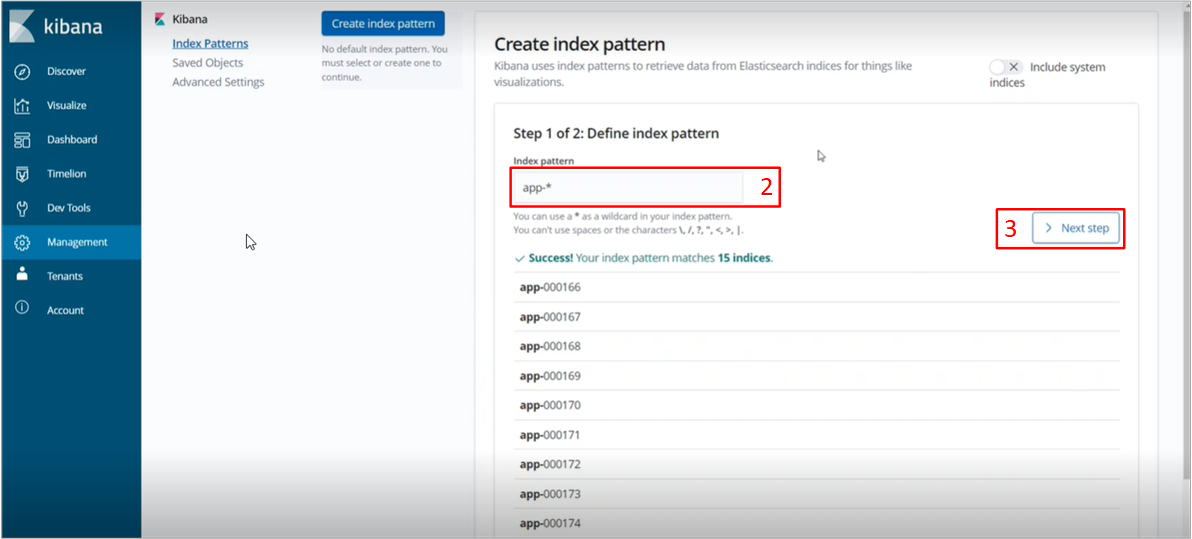 kibana
Discover
Visualize
Dashboard
Timelion
Dev Tools
Management
Tenants
Account
Kibana
Index Patterns
Saved Objects
Advanced Settings
Create index pattern
No default index pattern. You
must select or create one to
continue.
Create index pattern
Kibana uses index patterns to retrieve data from Elasticsearch indices for things like
visualizations.
Include system
indices
Step 1 of 2: Define index pattern
Index pattern
app-*
2
You can use a * as a wildcard in your index pattern.
You can't use spaces or the characters \, /, ?, ", <, >, |.
3
Next step
Success! Your index pattern matches 15 indices.
app-000166
app-000167
app-000168
app-000169
app-000170
app-000171
app-000172
app-000173
app-000174